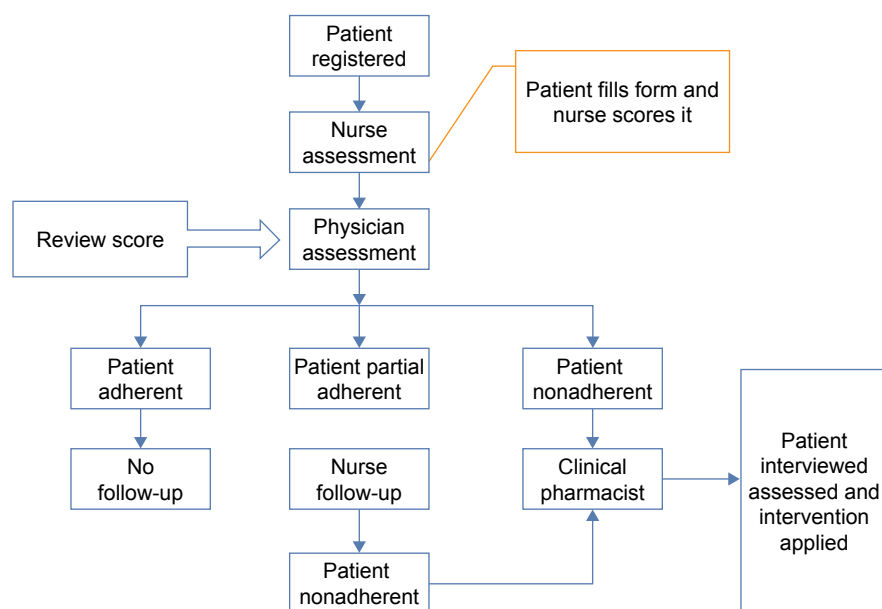 Patient
registered
Patient fills form and
nurse scores it
Nurse
assessment
Review score
Physician
assessment
Patient
adherent
Patient partial
adherent
Patient
nonadherent
No
follow-up
Nurse
follow-up
Clinical
pharmacist
Patient
interviewed
assessed and
intervention
applied
Patient
nonadherent